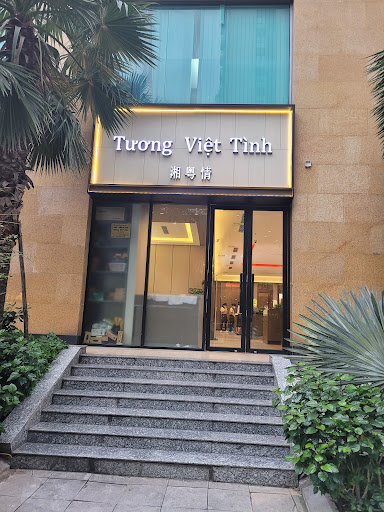 Tương Việt Tình
湘粤情